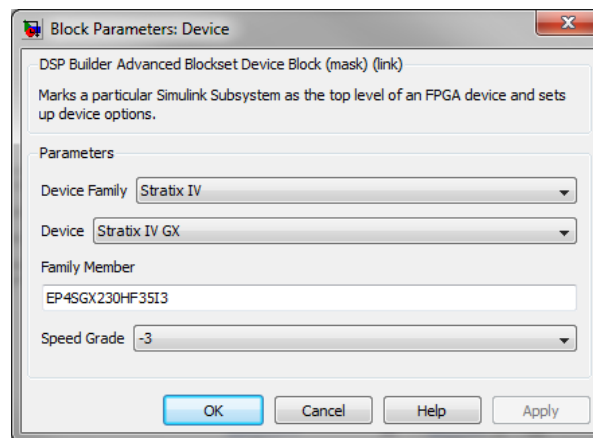 Block Parameters: Device
DSP Builder Advanced Blockset Device Block (mask) (link)
Marks a particular Simulink Subsystem as the top level of an FPGA device and sets
up device options.
Parameters
Device Family Stratix IV
Device Stratix IV GX
Family Member
EP4SGX230HF35I3
Speed Grade -3
OK Cancel Help Apply